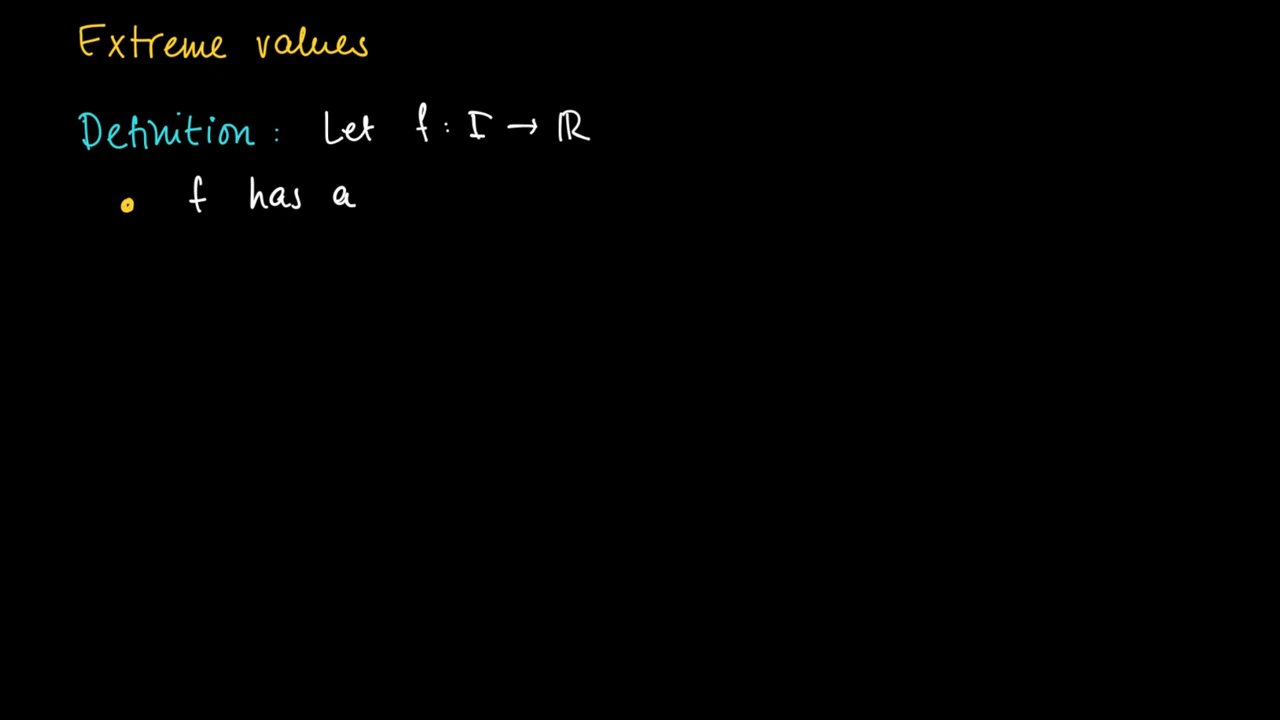 Extreme values
Definition: Let f: I → ℝ
• f has a